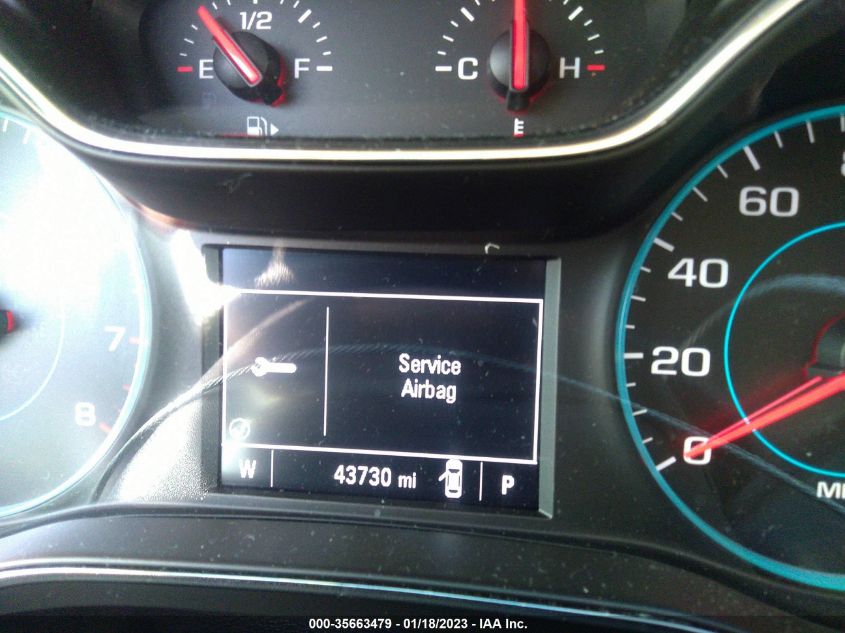 1/2
E F
C H
60
40
20
0
7
8
Service
Airbag
W 43730 mi P
000-35663479 - 01/18/2023 - IAA Inc.